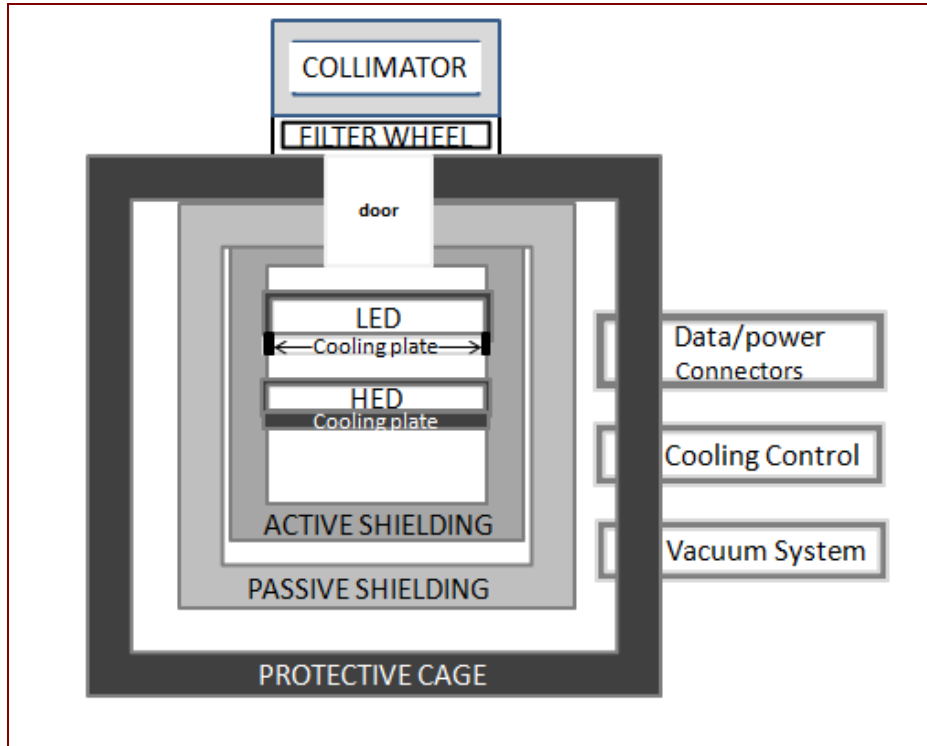 COLLIMATOR
FILTER WHEEL
door
LED
Cooling plate
HED
Cooling plate
ACTIVE SHIELDING
PASSIVE SHIELDING
PROTECTIVE CAGE
Data/power
Connectors
Cooling Control
Vacuum System